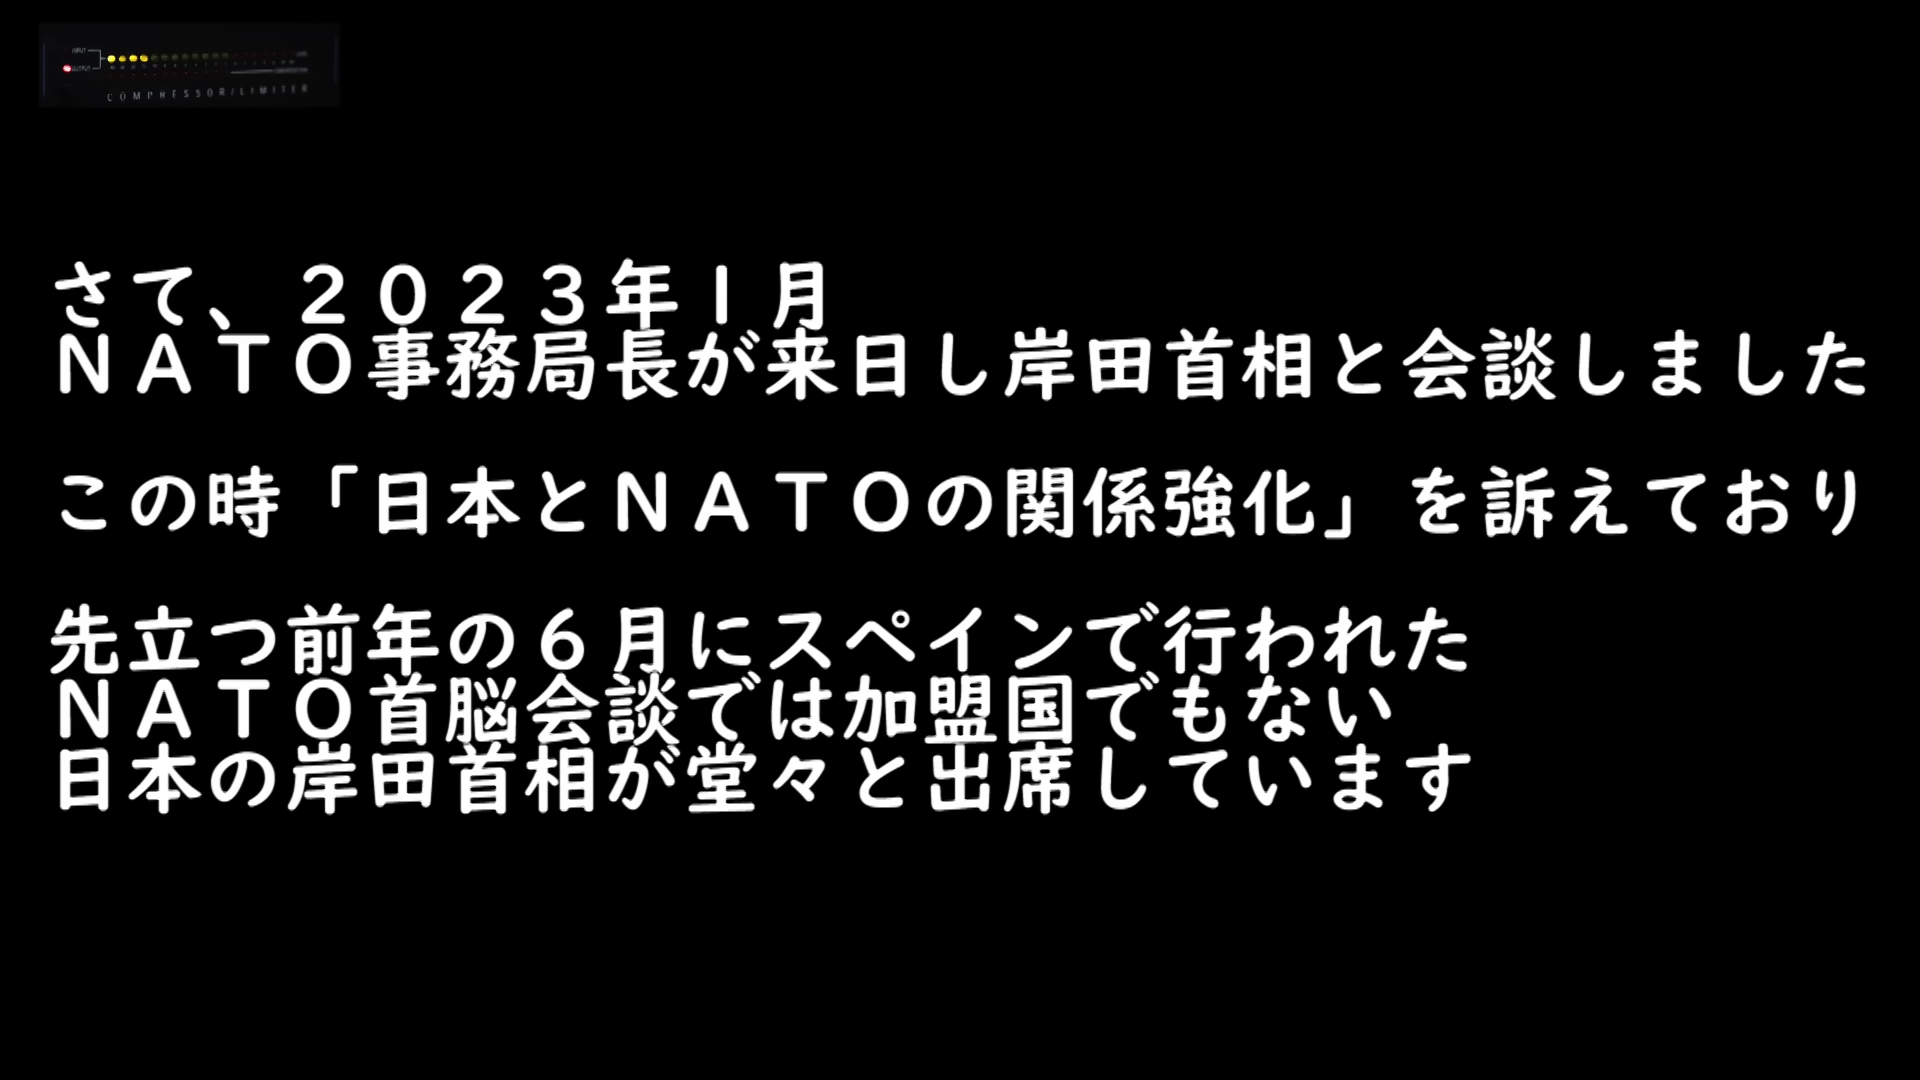 INPUT
OUTPUT
COMPRESSOR/LIMITER
さて、２０２３年１月
ＮＡＴＯ事務局長が来日し岸田首相と会談しました
この時「日本とＮＡＴＯの関係強化」を訴えており
先立つ前年の６月にスペインで行われた
ＮＡＴＯ首脳会談では加盟国でもない
日本の岸田首相が堂々と出席しています